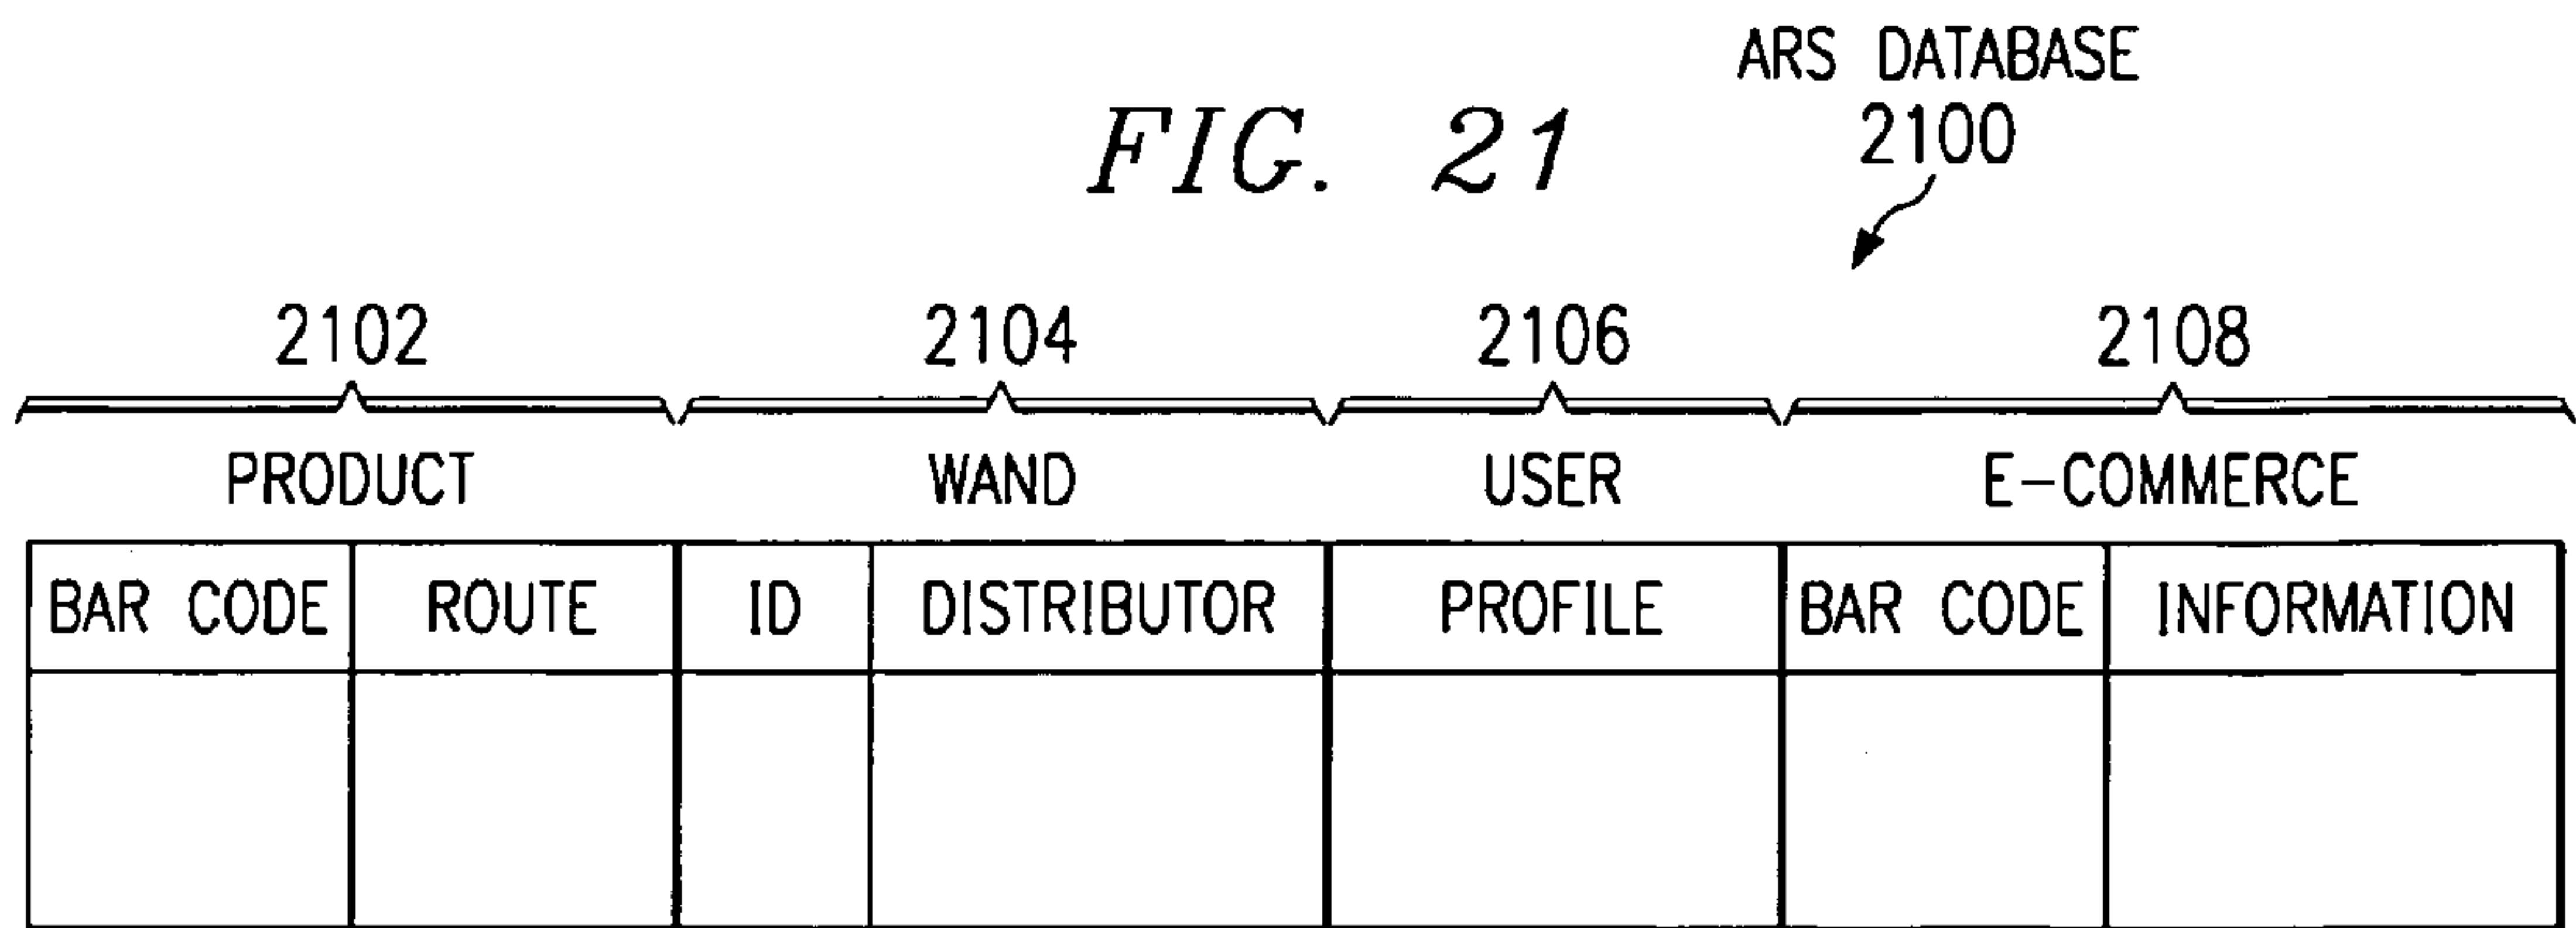 ARS DATABASE
FIG. 21
2100
2102 2104 2106 2108
PRODUCT WAND USER E-COMMERCE
BAR CODE ROUTE ID DISTRIBUTOR PROFILE BAR CODE INFORMATION